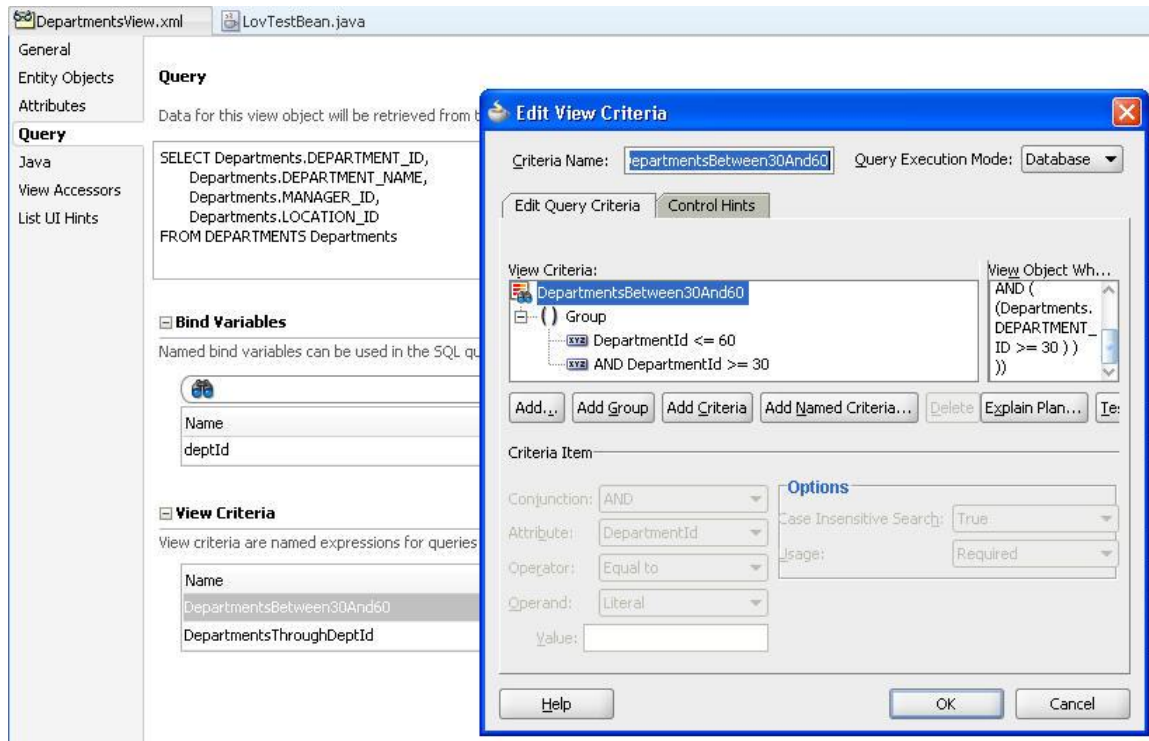 DepartmentsView.xml
LovTestBean.java
General
Entity Objects
Attributes
Query
Java
View Accessors
List UI Hints
Query
Data for this view object will be retrieved from
SELECT Departments.DEPARTMENT_ID,
Departments.DEPARTMENT_NAME,
Departments.MANAGER_ID,
Departments.LOCATION_ID
FROM DEPARTMENTS Departments
Bind Variables
Named bind variables can be used in the SQL
Name
deptId
View Criteria
View criteria are named expressions for queries
Name
DepartmentsBetween30And60
DepartmentsThroughDeptId
Edit View Criteria
Criteria Name: epartmentsBetween30And60 Query Execution Mode: Database
Edit Query Criteria Control Hints
View Criteria:
DepartmentsBetween30And60
() Group
xyz DepartmentId <= 60
xyz AND DepartmentId >= 30
View Object Wh...
AND (
(Departments.
DEPARTMENT_
ID >= 30 ) )
))
Add... Add Group Add Criteria Add Named Criteria... Delete Explain Plan... Te
Criteria Item
Conjunction: AND
Attribute: DepartmentId
Operator: Equal to
Operand: Literal
Value:
Options
Case Insensitive Search: True
Usage: Required
Help OK Cancel